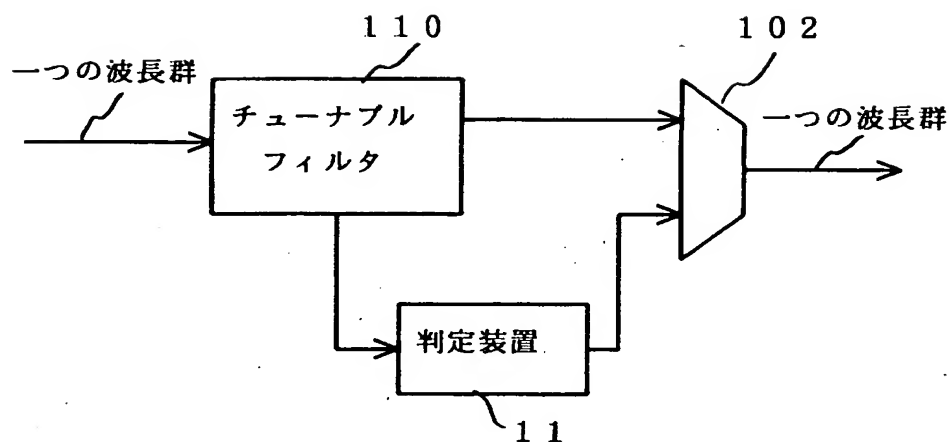 110
102
一つの波長群
チューナブル
フィルタ
一つの波長群
判定装置
11